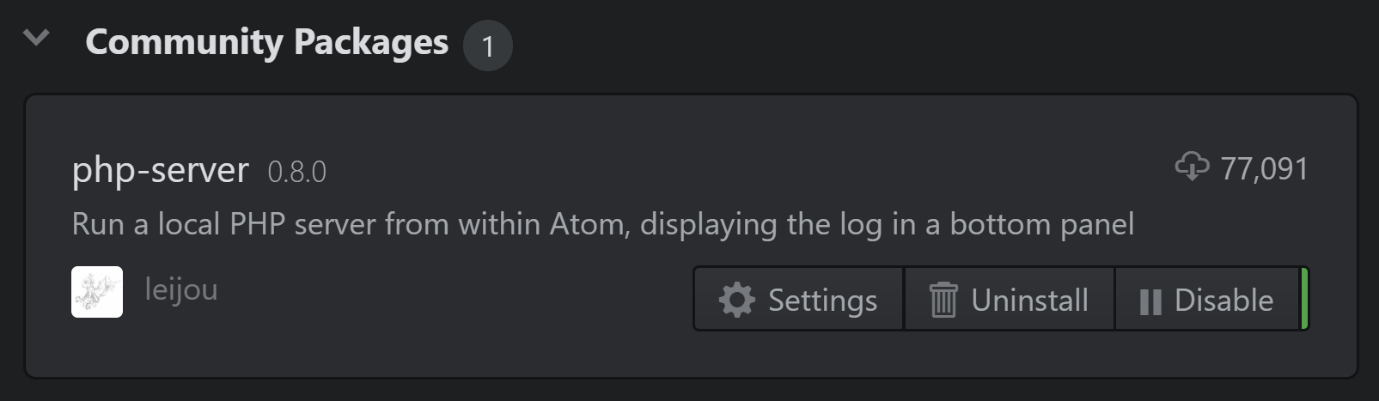 Community Packages 1
php-server 0.8.0 77,091
Run a local PHP server from within Atom, displaying the log in a bottom panel
leijou Settings Uninstall Disable